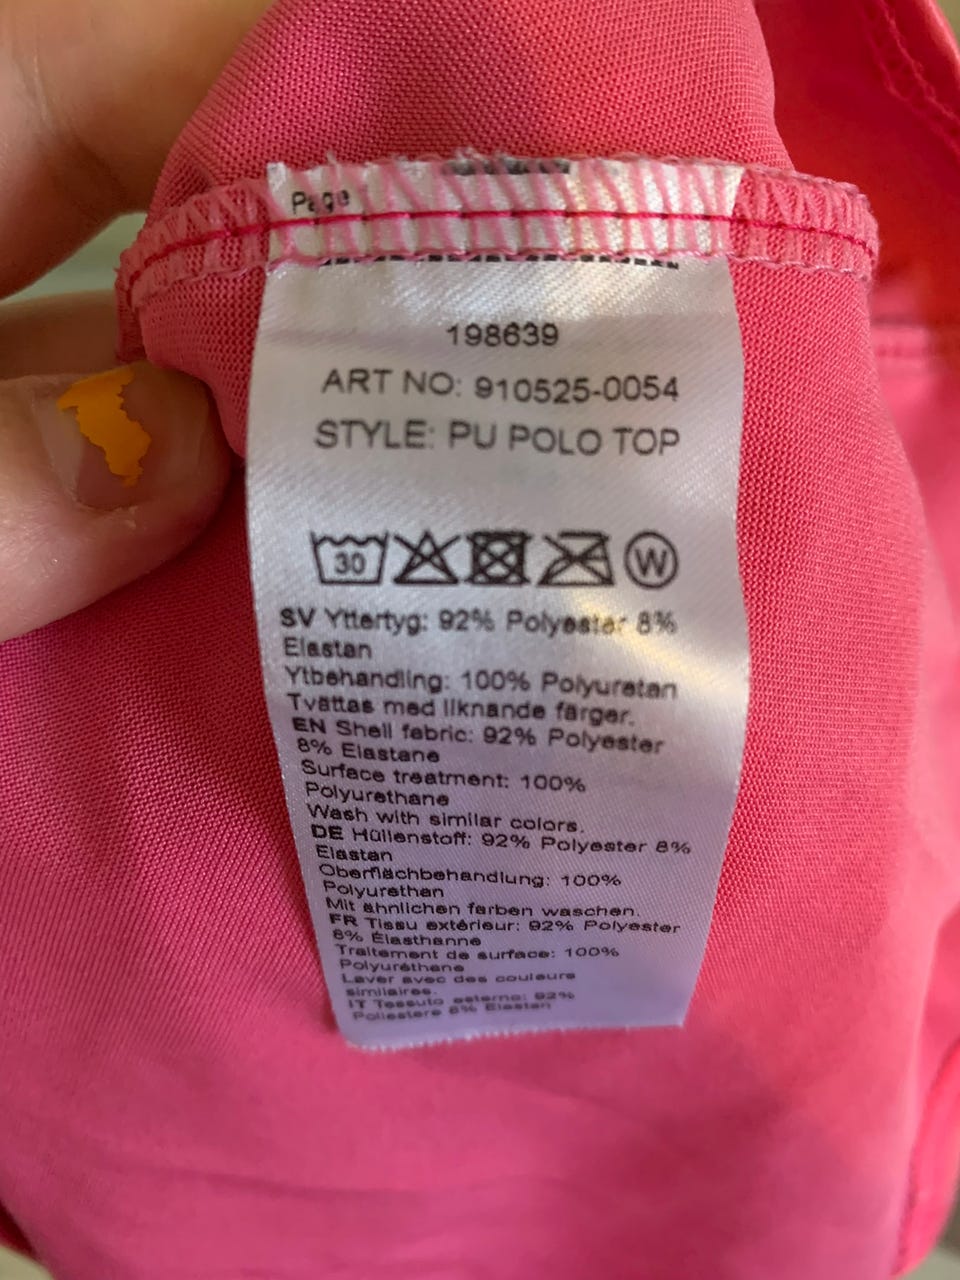 Page
198639
ART NO: 910525-0054
STYLE: PU POLO TOP
30
W
SV Yttertyg: 92% Polyester 8%
Elastan
Ytbehandling: 100% Polyuretan
Tvättas med liknande färger.
EN Shell fabric: 92% Polyester
8% Elastane
Surface treatment: 100%
Polyurethane
Wash with similar colors.
DE Hüllenstoff: 92% Polyester 8%
Elastan
Oberflächbehandlung: 100%
Polyurethan
Mit ähnlichen farben waschen.
FR Tissu extérieur: 92% Polyester
8% Élasthanne
Traitement de surface: 100%
Polyuréthane
Laver avec des couleurs
similaires.
IT Tessuto esterno: 92%
Poliestere 8% Elastan